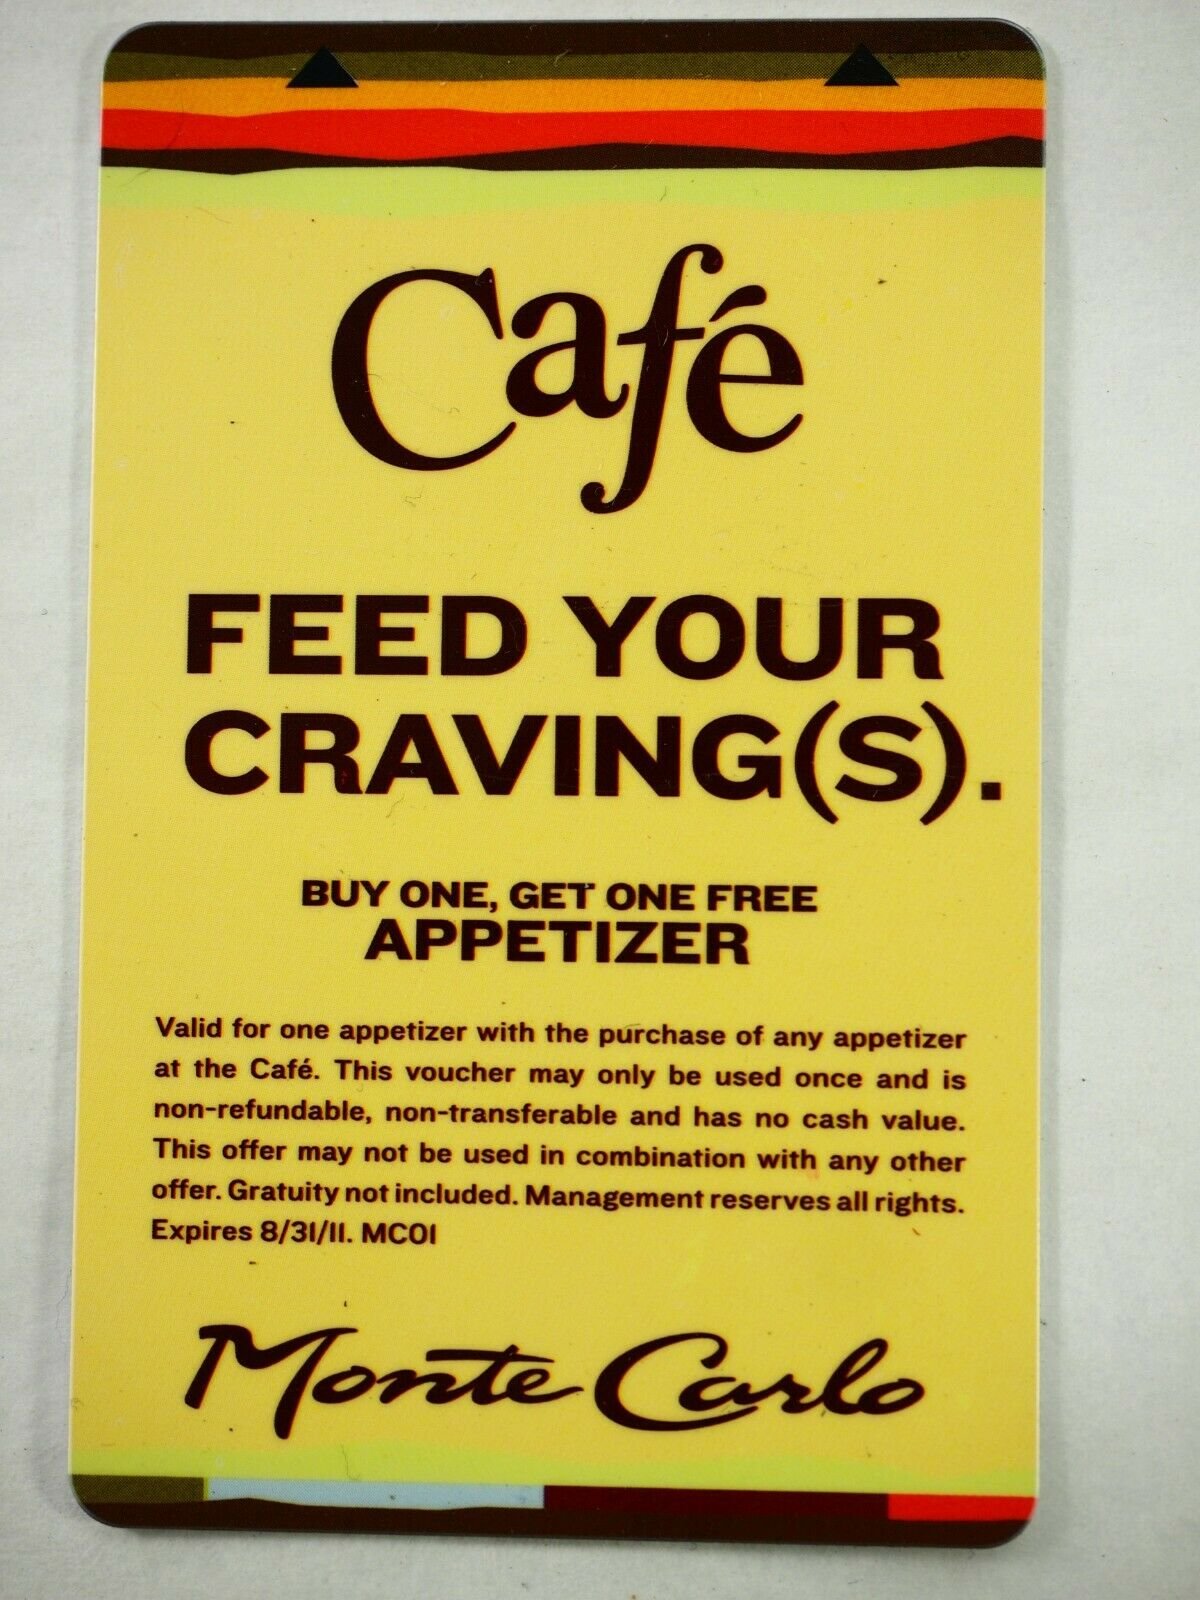 Café
FEED YOUR
CRAVING(S).
BUY ONE, GET ONE FREE
APPETIZER
Valid for one appetizer with the purchase of any appetizer
at the Café. This voucher may only be used once and is
non-refundable, non-transferable and has no cash value.
This offer may not be used in combination with any other
offer. Gratuity not included. Management reserves all rights.
Expires 8/31/11. MC01
Monte Carlo